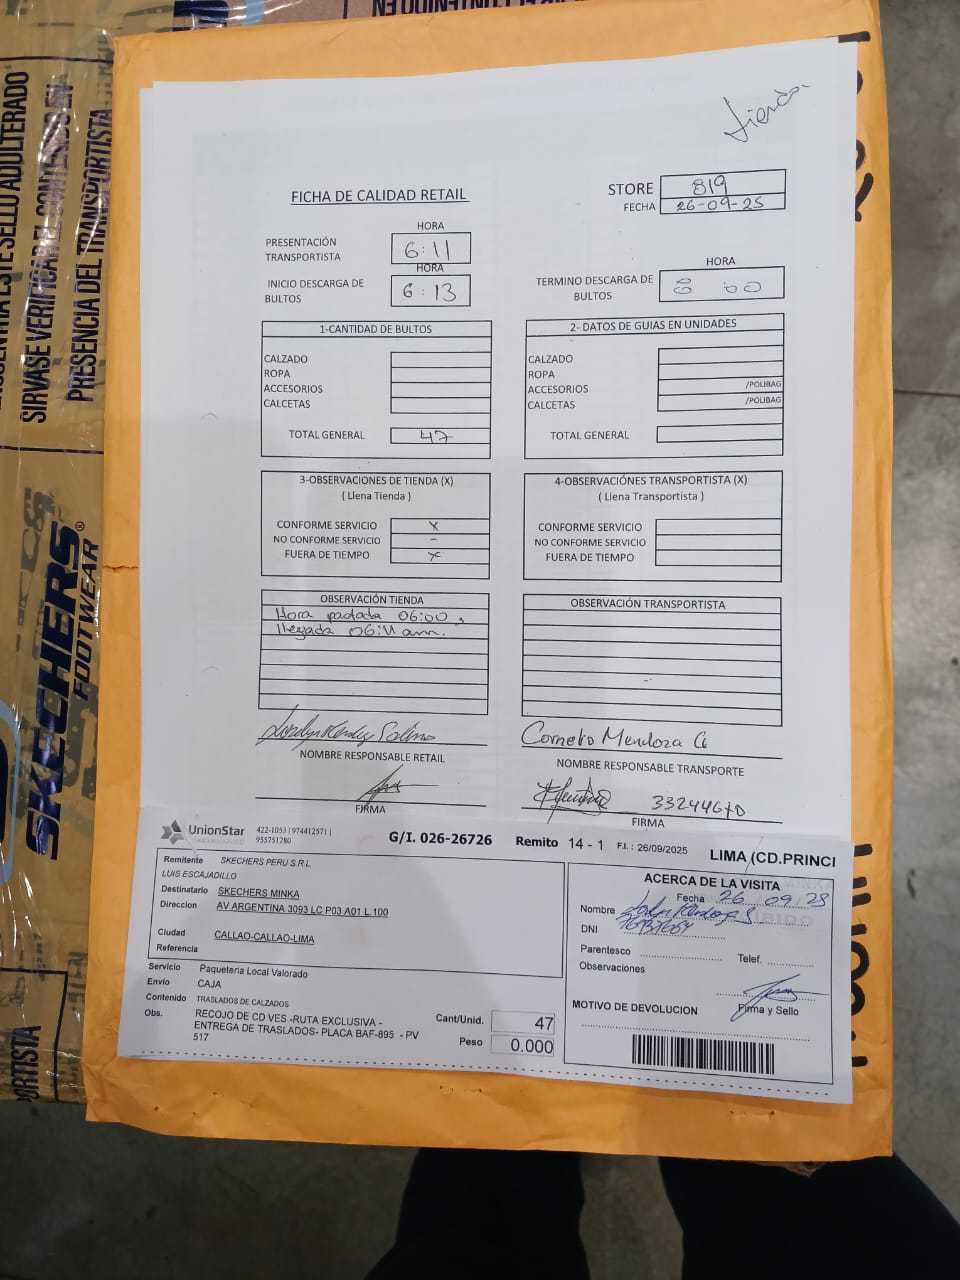 Tienda.
FICHA DE CALIDAD RETAIL
STORE 819
FECHA 26-09-25
HORA
PRESENTACIÓN TRANSPORTISTA 6:11
HORA
INICIO DESCARGA DE BULTOS 6:13
HORA
TERMINO DESCARGA DE BULTOS 8:00
1-CANTIDAD DE BULTOS
CALZADO
ROPA
ACCESORIOS
CALCETAS
TOTAL GENERAL 47
2- DATOS DE GUIAS EN UNIDADES
CALZADO
ROPA
ACCESORIOS /POLIBAG
CALCETAS /POLIBAG
TOTAL GENERAL
3-OBSERVACIONES DE TIENDA (X)
( Llena Tienda )
CONFORME SERVICIO X
NO CONFORME SERVICIO -
FUERA DE TIEMPO X
4-OBSERVACIÓNES TRANSPORTISTA (X)
( Llena Transportista )
CONFORME SERVICIO
NO CONFORME SERVICIO
FUERA DE TIEMPO
OBSERVACIÓN TIENDA
Hora pactada 06:00,
llegada 06:11 am.
OBSERVACIÓN TRANSPORTISTA
NOMBRE RESPONSABLE RETAIL
FIRMA
Mendoza
NOMBRE RESPONSABLE TRANSPORTE
FIRMA
UnionStar
422-1053 | 974412571 |
955751280
G/I. 026-26726
Remito 14 - 1
F.I. : 26/09/2025
LIMA (CD.PRINCI
Remitente SKECHERS PERU S.R.L
LUIS ESCAJADILLO
Destinatario SKECHERS MINKA
Direccion AV ARGENTINA 3093 LC P03 A01 L.100
Ciudad CALLAO-CALLAO-LIMA
Referencia
Servicio Paqueteria Local Valorado
Envio CAJA
Contenido TRASLADOS DE CALZADOS
Obs. RECOJO DE CD VES -RUTA EXCLUSIVA -
ENTREGA DE TRASLADOS- PLACA BAF-895 - PV
517
Cant/Unid. 47
Peso 0.000
ACERCA DE LA VISITA
Fecha 26 / 09 / 25
Nombre
DNI
Parentesco
Telef.
Observaciones
Firma y Sello
MOTIVO DE DEVOLUCION
SIRVASE VERIFICAR EL CONTENIDO EN
PRESENCIA DEL TRANSPORTISTA
SKECHERS®
FOOTWEAR